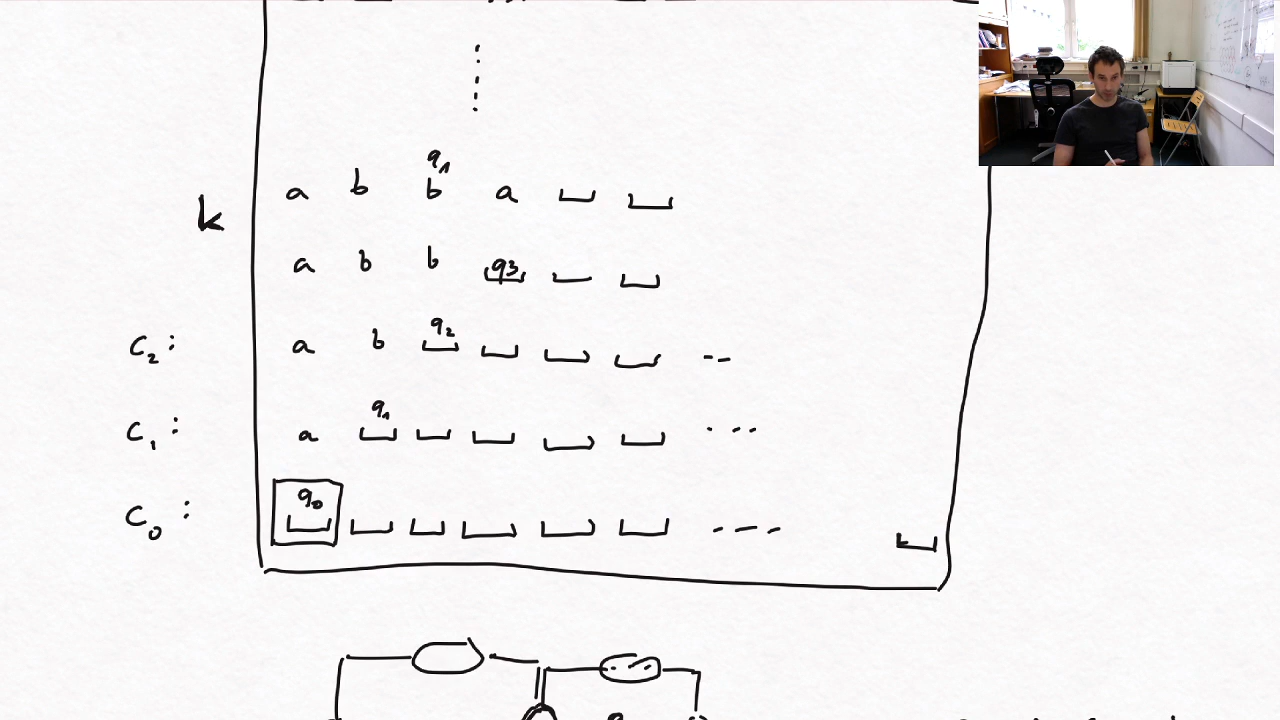 q₁
a b b a ⊔ ⊔
k
a b b q3 ⊔ ⊔ ⊔
C₂ : a b q₂ ⊔ ⊔ ⊔ ⊔ --
C₁ : a q₁ ⊔ ⊔ ⊔ ⊔ ⊔ ...
C₀ : q₀ ⊔ ⊔ ⊔ ⊔ ⊔ ⊔ --- ⊔